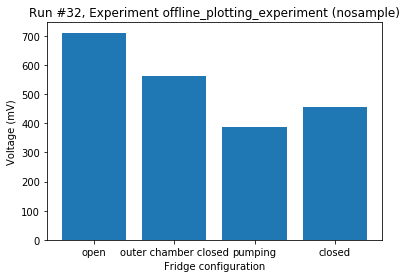 Run #32, Experiment offline_plotting_experiment (nosample)
700
600
500
400
300
200
100
0
Voltage (mV)
open outer chamber closed pumping closed
Fridge configuration